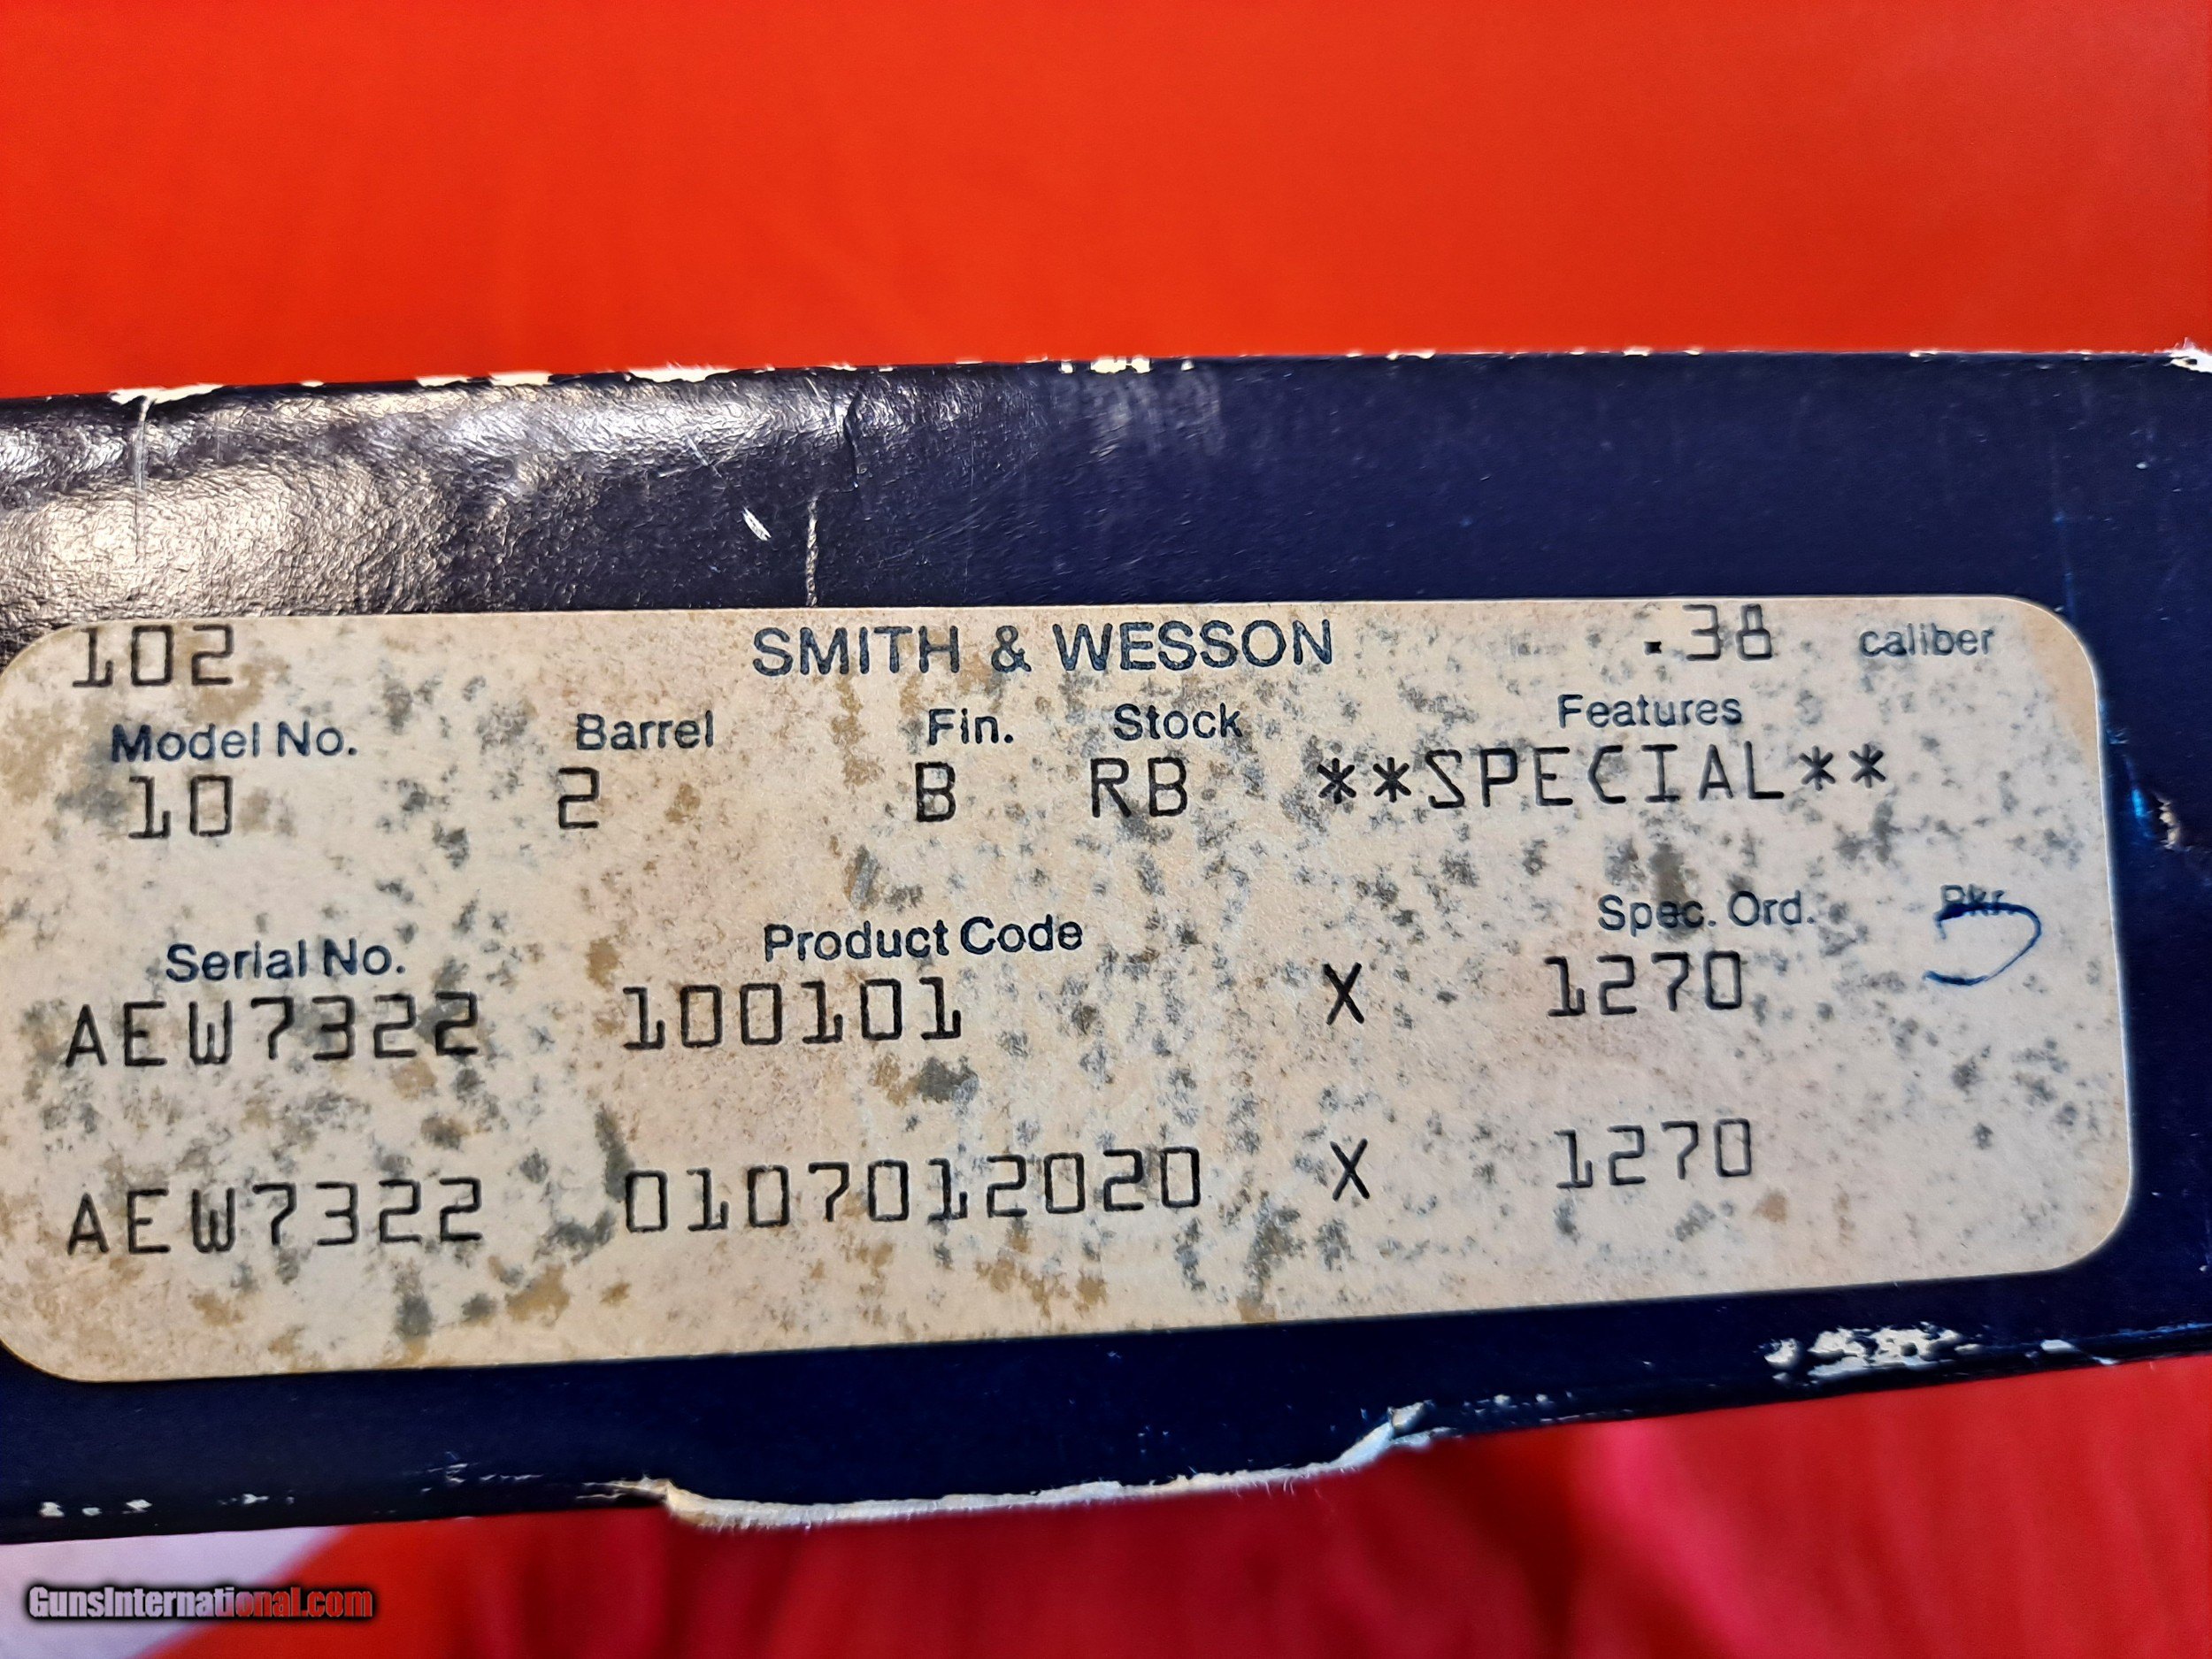 102 SMITH & WESSON .38 caliber
Model No. Barrel Fin. Stock Features
10 2 B RB **SPECIAL**
Serial No. Product Code Spec. Ord. Pkr.
AEW7322 100101 X 1270
AEW7322 0107012020 X 1270
GunsInternational.com